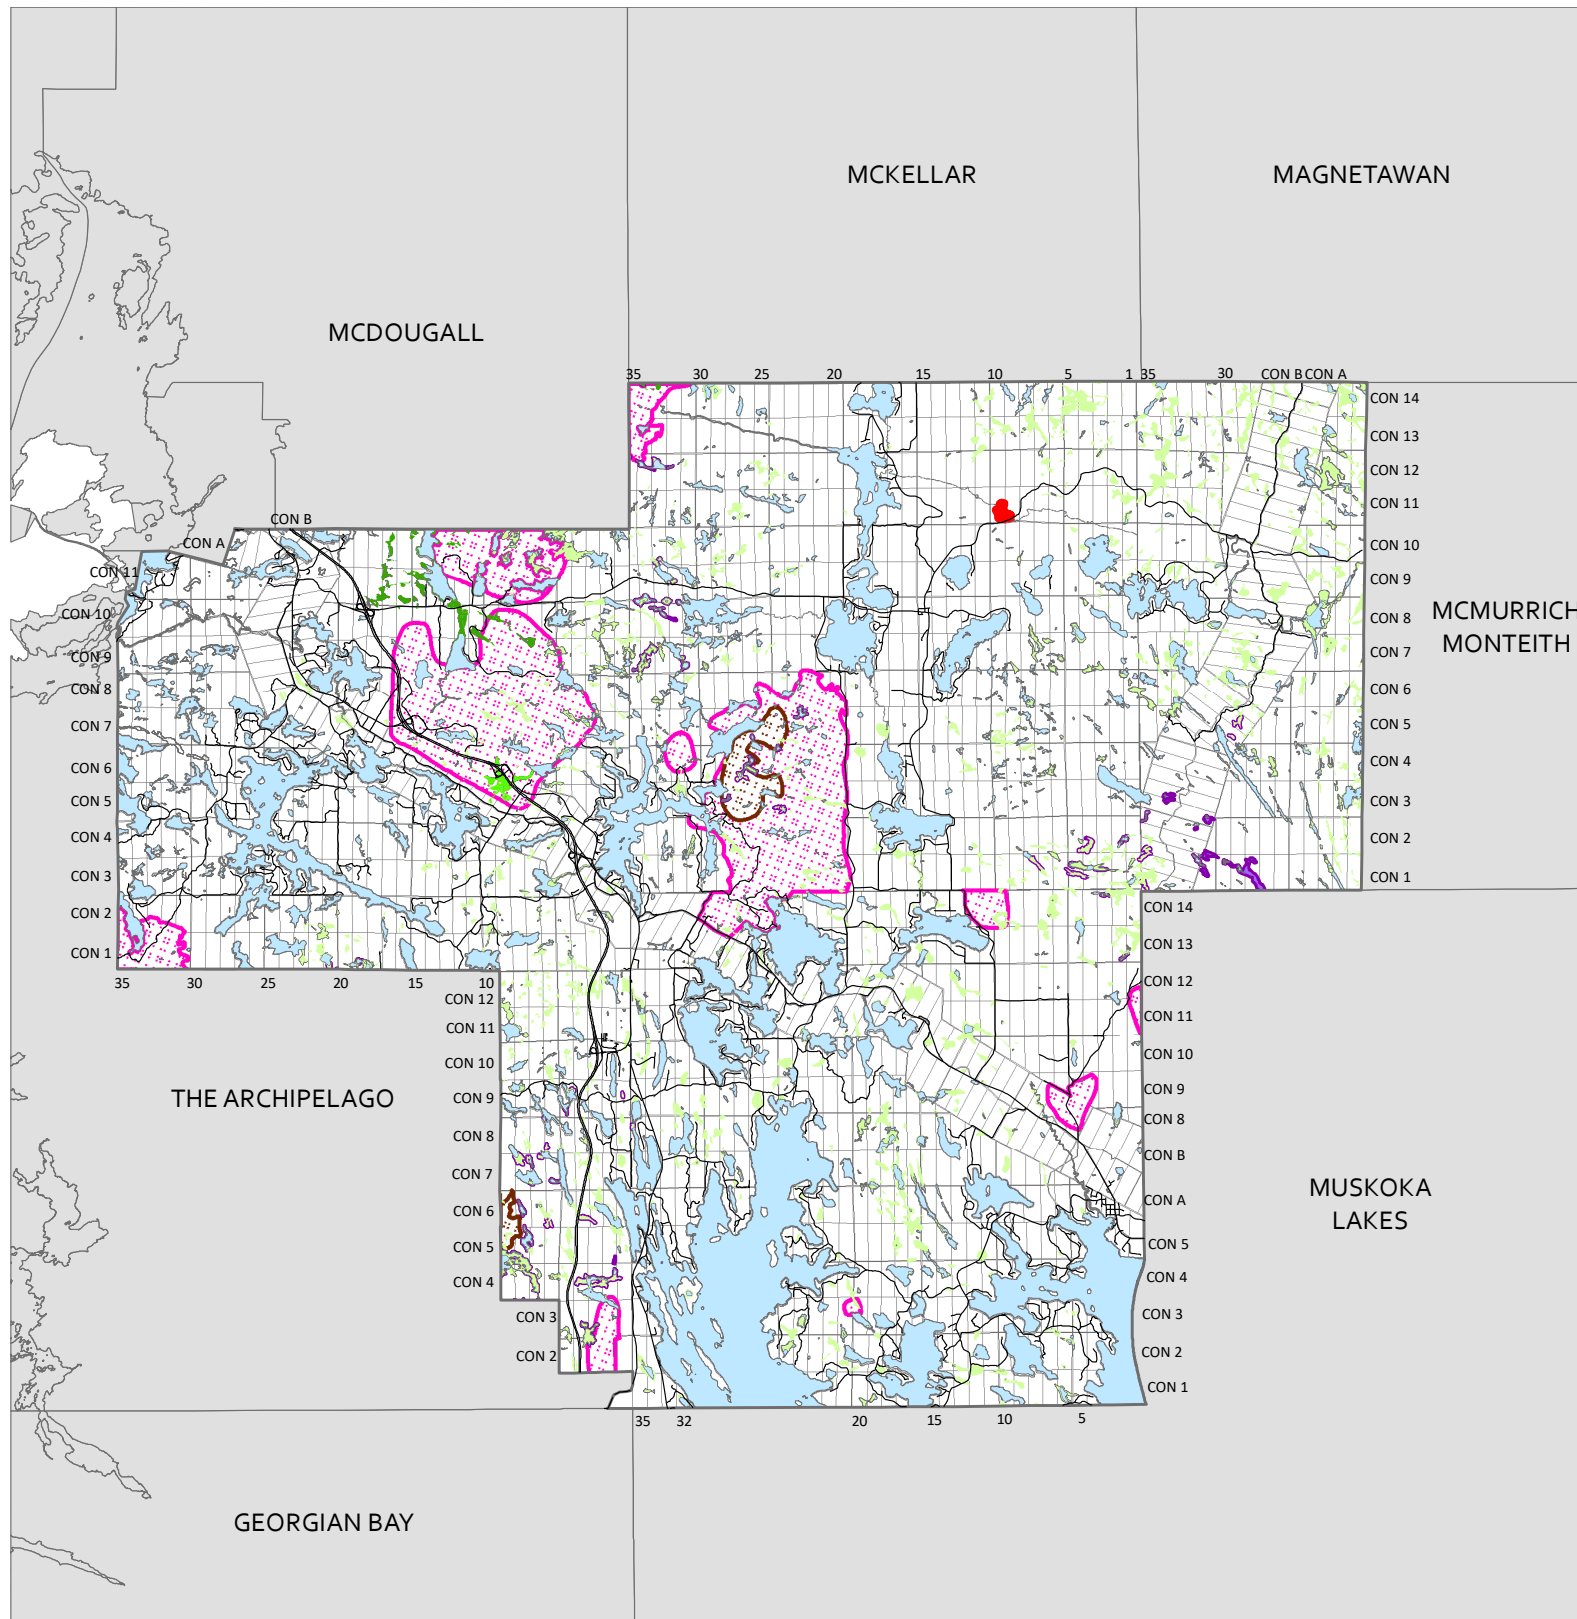 MCKELLAR
MAGNETAWAN
MCDOUGALL
35 30 25 20 15 10 5 1 35 30 CON B CON A
CON 14
CON 13
CON 12
CON 11
CON 10
CON 9
CON 8
CON 7
CON 6
CON 5
CON 4
CON 3
CON 2
CON 1
MCMURRICH
MONTEITH
CON B
CON A
CON 11
CON 10
CON 9
CON 8
CON 7
CON 6
CON 5
CON 4
CON 3
CON 2
CON 1
35 30 25 20 15 10
CON 12
CON 11
CON 10
CON 9
CON 8
CON 7
CON 6
CON 5
CON 4
CON 3
CON 2
CON 14
CON 13
CON 12
CON 11
CON 10
CON 9
CON 8
CON B
CON A
CON 5
CON 4
CON 3
CON 2
CON 1
THE ARCHIPELAGO
MUSKOKA
LAKES
35 32 20 15 10 5
GEORGIAN BAY